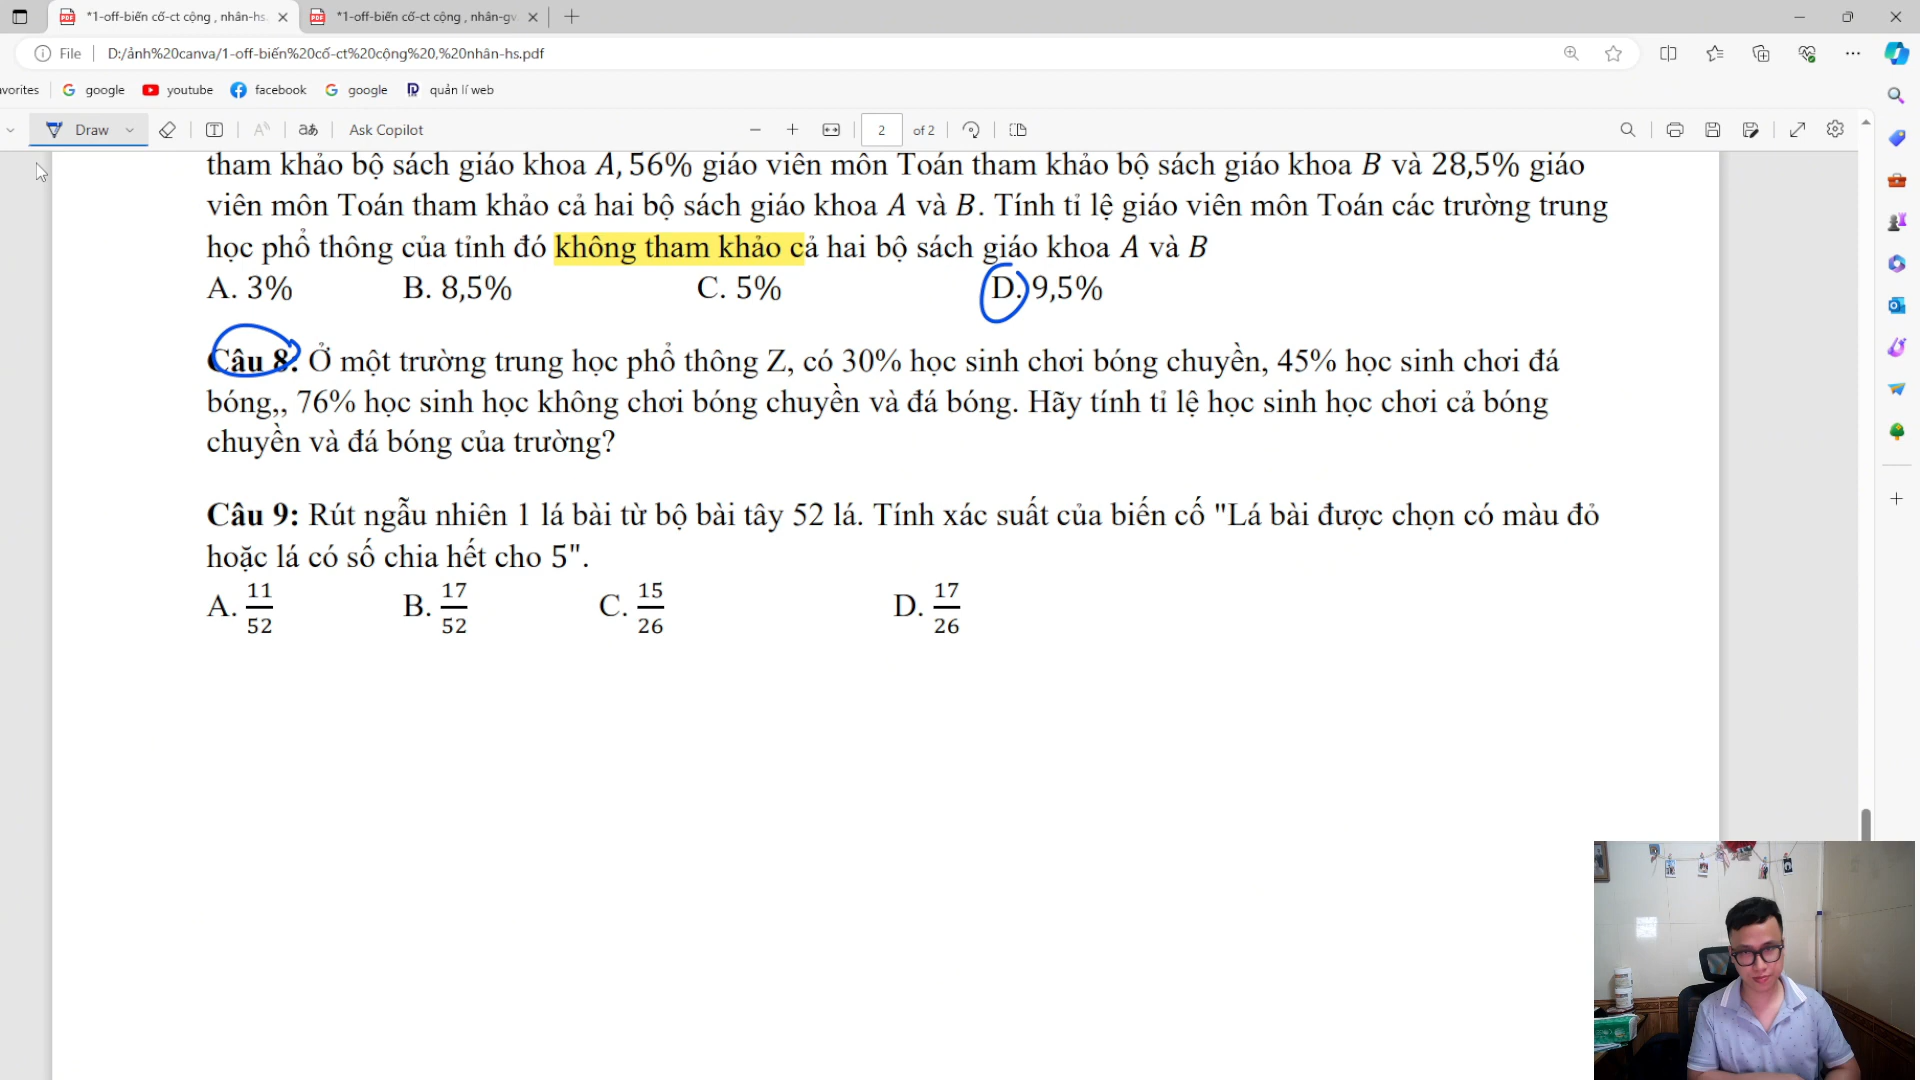 *1-off-biến cố-ct cộng , nhân-hs.
*1-off-biến cố-ct cộng , nhân-gv.
File
D:/ảnh%20canva/1-off-biến%20cố-ct%20cộng%20,%20nhân-hs.pdf
avorites
google
youtube
facebook
google
quản lí web
Draw
Ask Copilot
2
of 2
tham khảo bộ sách giáo khoa A, 56% giáo viên môn Toán tham khảo bộ sách giáo khoa B và 28,5% giáo
viên môn Toán tham khảo cả hai bộ sách giáo khoa A và B. Tính tỉ lệ giáo viên môn Toán các trường trung
học phổ thông của tỉnh đó không tham khảo cả hai bộ sách giáo khoa A và B
A. 3% B. 8,5% C. 5% D. 9,5%
Câu 8: Ở một trường trung học phổ thông Z, có 30% học sinh chơi bóng chuyền, 45% học sinh chơi đá
bóng,, 76% học sinh học không chơi bóng chuyền và đá bóng. Hãy tính tỉ lệ học sinh học chơi cả bóng
chuyền và đá bóng của trường?
Câu 9: Rút ngẫu nhiên 1 lá bài từ bộ bài tây 52 lá. Tính xác suất của biến cố "Lá bài được chọn có màu đỏ
hoặc lá có số chia hết cho 5".
A. 11/52 B. 17/52 C. 15/26 D. 17/26